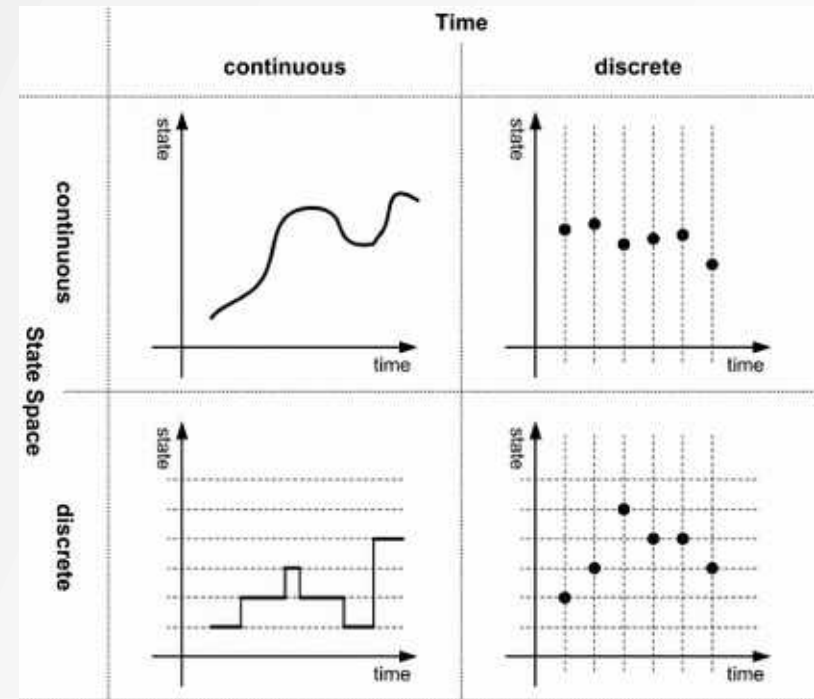 Time
continuous
discrete
State Space
continuous
state
time
state
time
discrete
state
time
state
time